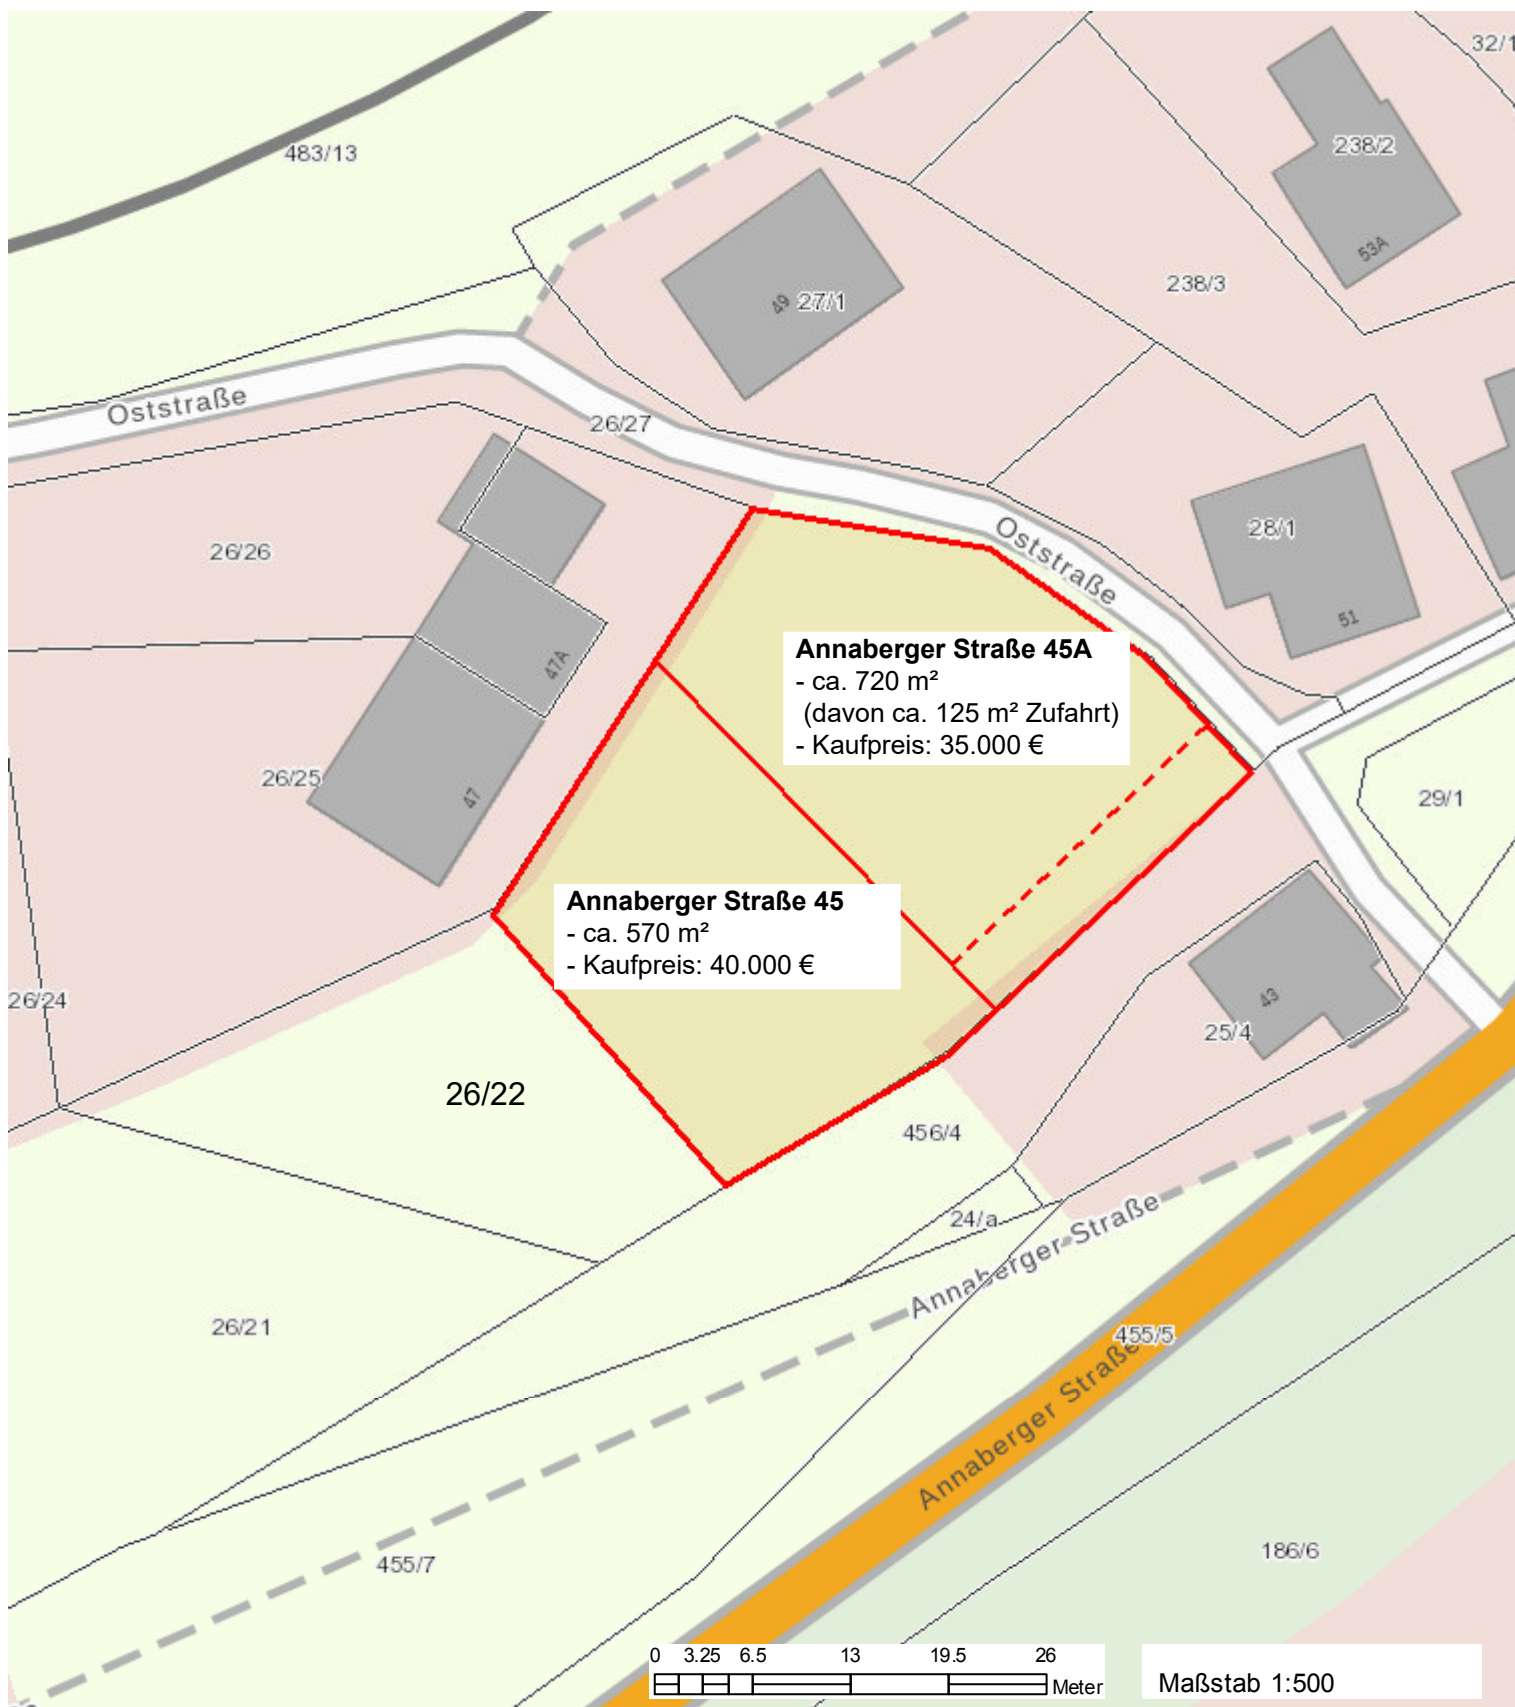 32/1
483/13
238/2
53A
238/3
49
27/1
Oststraße
26/27
Oststraße
28/1
51
26/26
47A
Annaberger Straße 45A
- ca. 720 m²
(davon ca. 125 m² Zufahrt)
- Kaufpreis: 35.000 €
26/25
47
29/1
Annaberger Straße 45
- ca. 570 m²
- Kaufpreis: 40.000 €
26/24
43
25/4
26/22
456/4
24/a
Annaberger Straße
26/21
455/5
Annaberger Straße
455/7
186/6
0 3.25 6.5 13 19.5 26
Meter
Maßstab 1:500